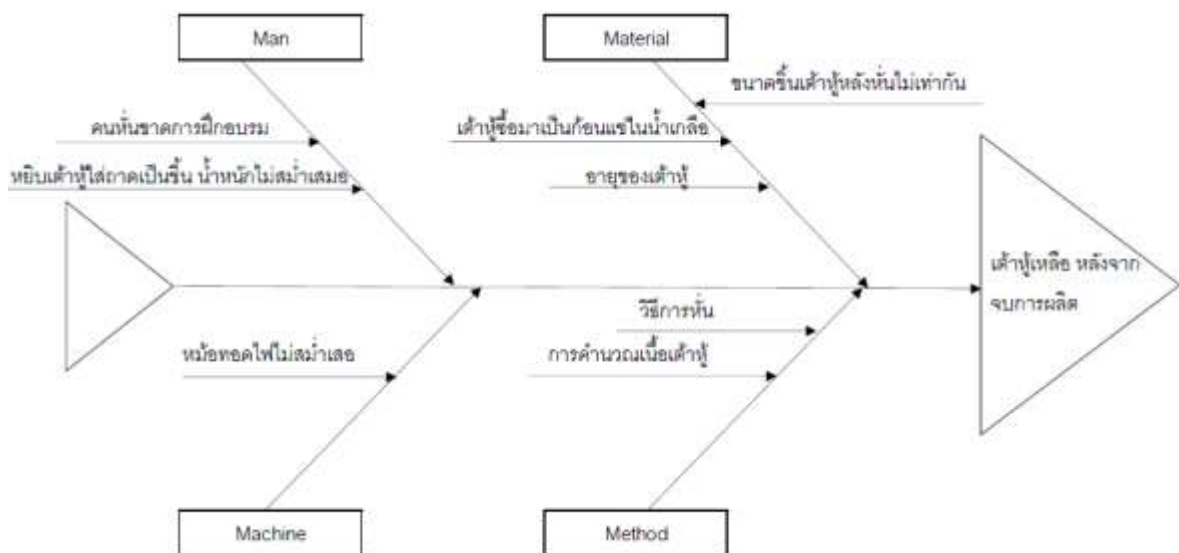 Man
Material
ขนาดชิ้นเต้าหู้หลังหั่นไม่เท่ากัน
คนหั่นขาดการฝึกอบรม
เต้าหู้ซื้อมาเป็นก้อนแช่ในน้ำเกลือ
หยิบเต้าหู้ใส่ถาดเป็นชิ้น น้ำหนักไม่สม่ำเสมอ
อายุของเต้าหู้
เต้าหู้เหลือ หลังจาก
จบการผลิต
วิธีการหั่น
หม้อทอดไฟไม่สม่ำเสอ
การคำนวณเนื้อเต้าหู้
Machine
Method